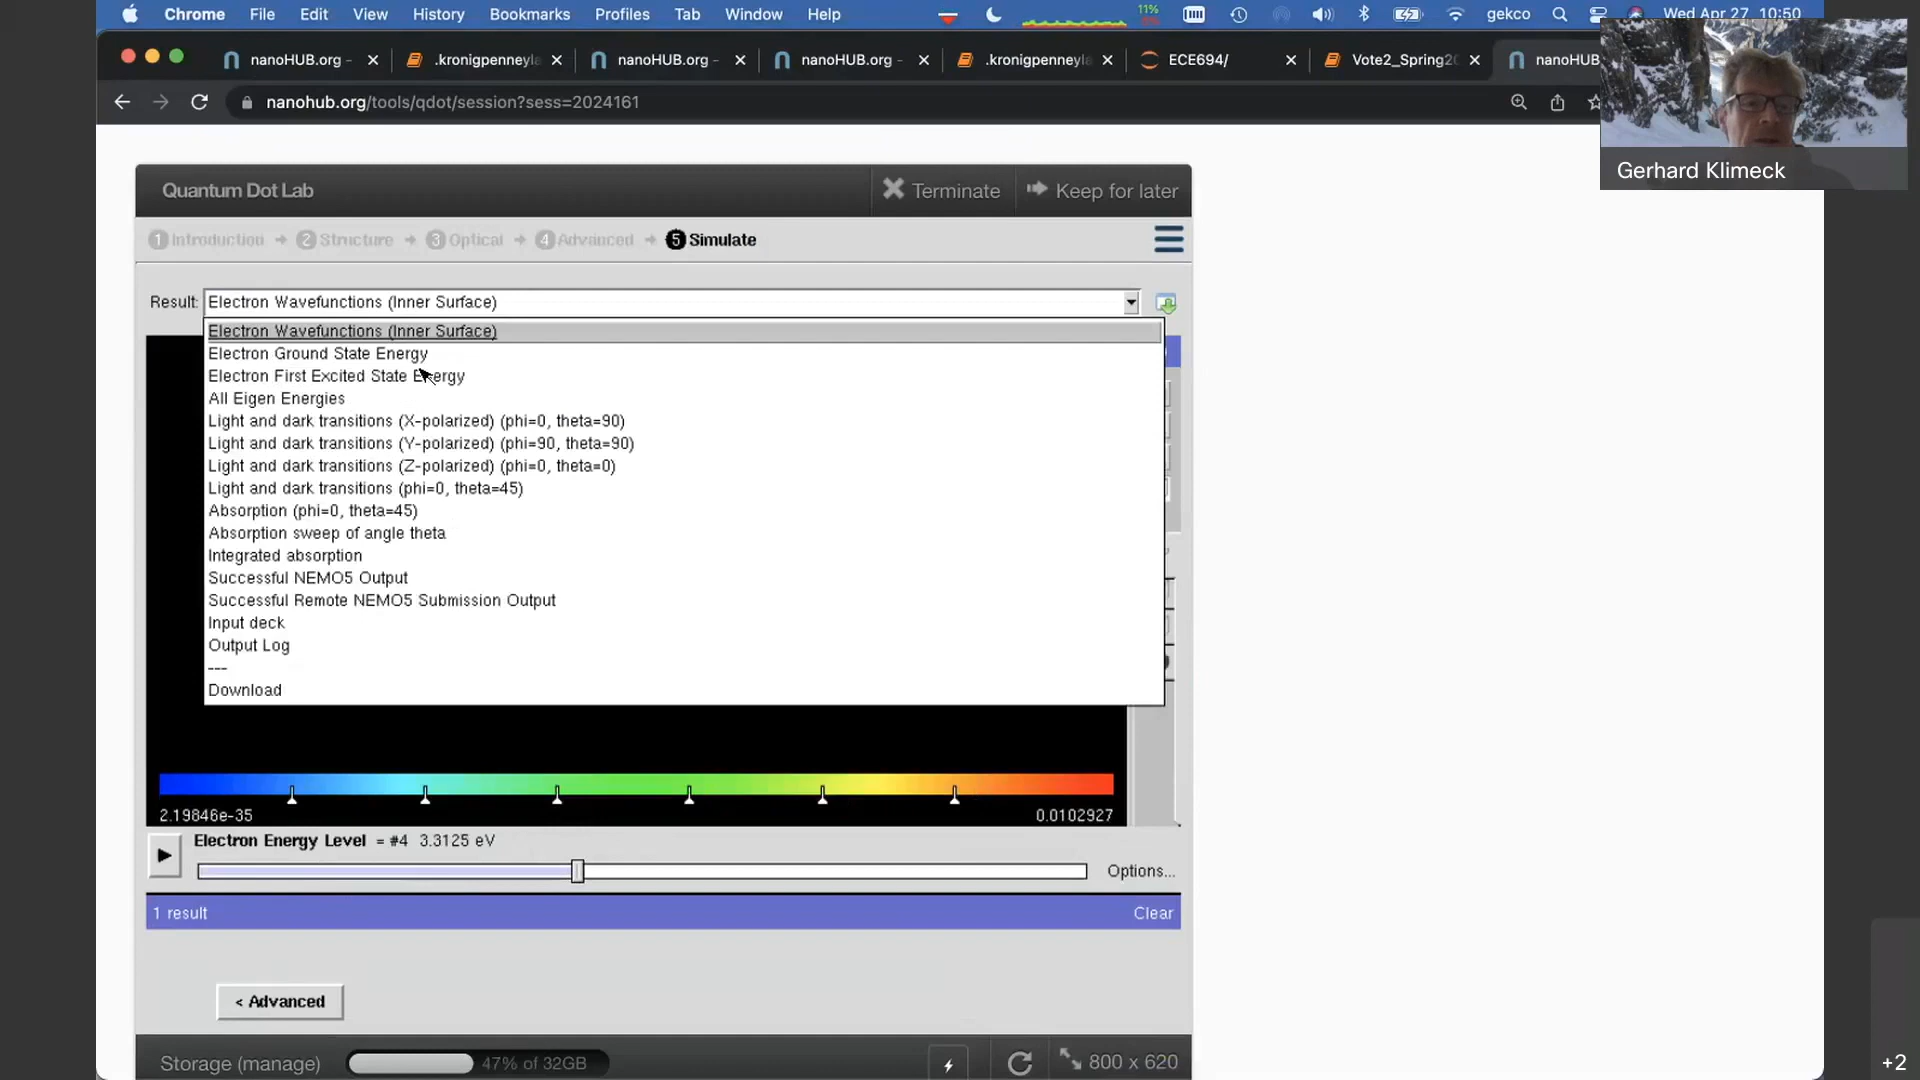 Chrome File Edit View History Bookmarks Profiles Tab Window Help 11% gekco Wed Apr 27 10:50
nanoHUB.org - .kronigpenneyla nanoHUB.org - nanoHUB.org - .kronigpenneyla ECE694/ Vote2_Spring20 nanoHUB
nanohub.org/tools/qdot/session?sess=2024161
Gerhard Klimeck
Quantum Dot Lab Terminate Keep for later
1 Introduction 2 Structure 3 Optical 4 Advanced 5 Simulate
Result: Electron Wavefunctions (Inner Surface)
Electron Wavefunctions (Inner Surface)
Electron Ground State Energy
Electron First Excited State Energy
All Eigen Energies
Light and dark transitions (X-polarized) (phi=0, theta=90)
Light and dark transitions (Y-polarized) (phi=90, theta=90)
Light and dark transitions (Z-polarized) (phi=0, theta=0)
Light and dark transitions (phi=0, theta=45)
Absorption (phi=0, theta=45)
Absorption sweep of angle theta
Integrated absorption
Successful NEMO5 Output
Successful Remote NEMO5 Submission Output
Input deck
Output Log
---
Download
2.19846e-35 0.0102927
Electron Energy Level = #4 3.3125 eV
Options...
1 result Clear
< Advanced
Storage (manage) 47% of 32GB 800 x 620
+2